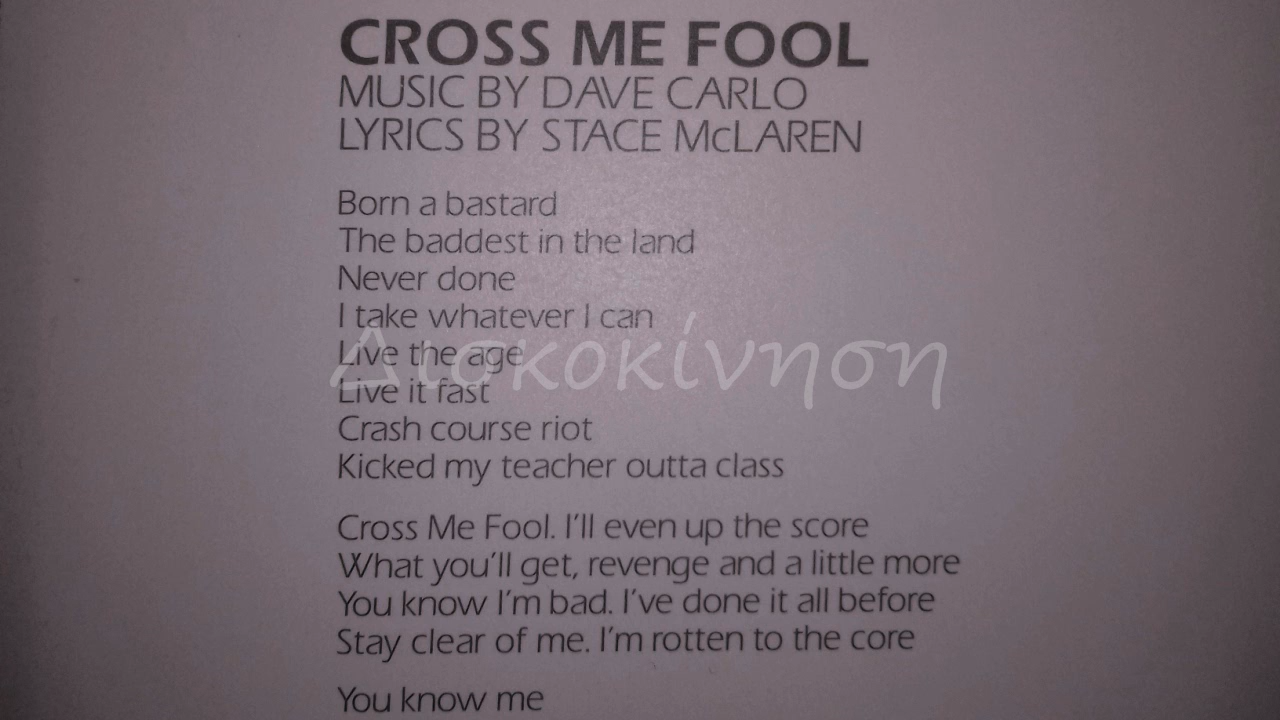 CROSS ME FOOL
MUSIC BY DAVE CARLO
LYRICS BY STACE McLAREN
Born a bastard
The baddest in the land
Never done
I take whatever I can
Live the age
Δισκοκίνηση
Live it fast
Crash course riot
Kicked my teacher outta class
Cross Me Fool. I'll even up the score
What you'll get, revenge and a little more
You know I'm bad. I've done it all before
Stay clear of me. I'm rotten to the core
You know me